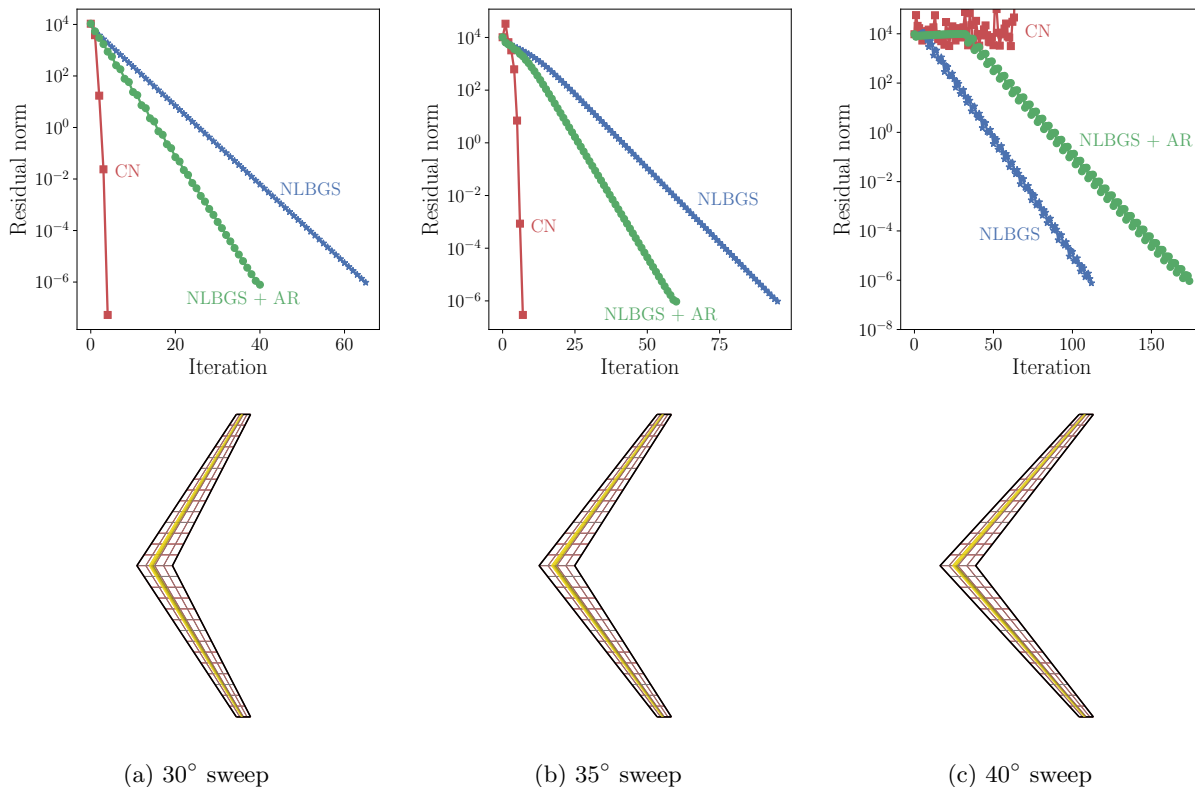 10^4
10^2
10^0
10^−2
10^−4
10^−6
Residual norm
CN
NLBGS
NLBGS + AR
0
20
40
60
Iteration
10^4
10^2
10^0
10^−2
10^−4
10^−6
Residual norm
CN
NLBGS
NLBGS + AR
0
25
50
75
Iteration
10^4
10^2
10^0
10^−2
10^−4
10^−6
10^−8
Residual norm
CN
NLBGS + AR
NLBGS
0
50
100
150
Iteration
(a) 30° sweep
(b) 35° sweep
(c) 40° sweep